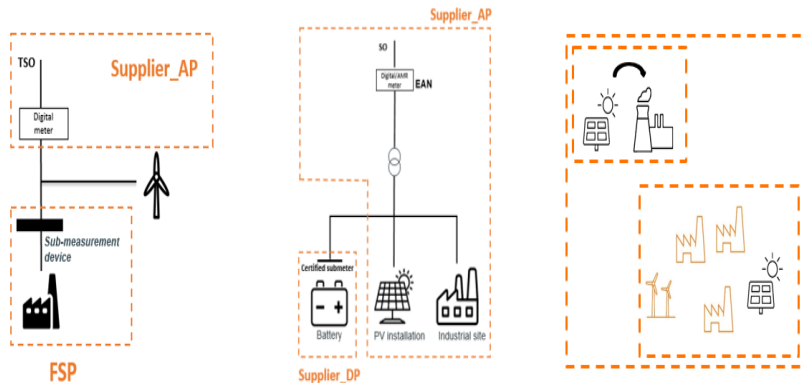 TSO
Supplier_AP
Digital
meter
Sub-measurement
device
FSP
Supplier_AP
SO
Digital/AMR
meter
EAN
Certified submeter
Battery
PV installation
Industrial site
Supplier_DP